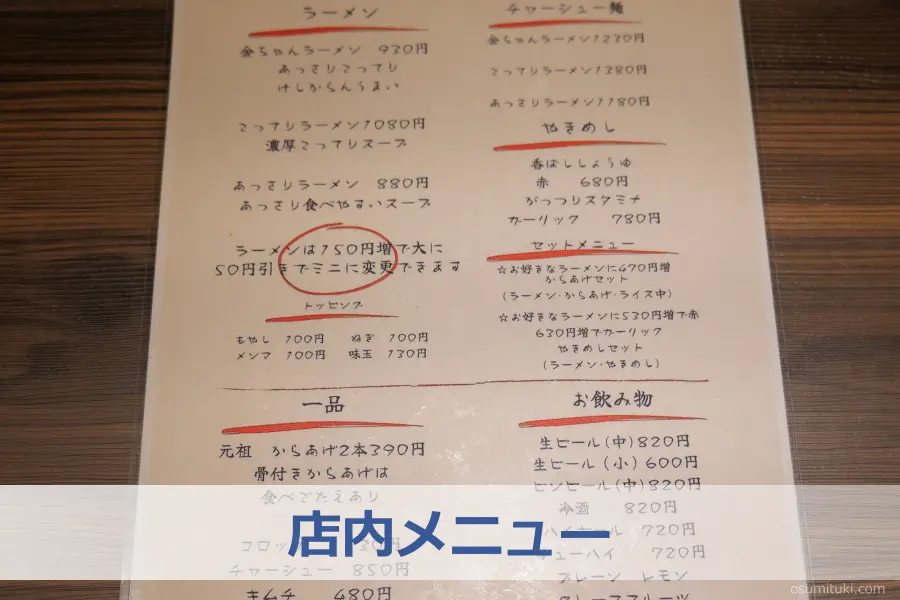 ラーメン
金ちゃんラーメン 930円
あっさりこってり
けしからんうまい
こってりラーメン1080円
濃厚こってりスープ
あっさりラーメン 880円
あっさり食べやすいスープ
ラーメンは150円増で大に
50円引きでミニに変更できます
トッピング
もやし 100円 ねぎ 100円
メンマ 100円 味玉 130円
チャーシュー麺
金ちゃんラーメン1230円
こってりラーメン1380円
あっさりラーメン1180円
やきめし
香ばししょうゆ
赤 680円
がっつりスタミナ
ガーリック 780円
セットメニュー
☆お好きなラーメンに470円増
からあげセット
(ラーメン・からあげ・ライス中)
☆お好きなラーメンに530円増で赤
630円増でガーリック
やきめしセット
(ラーメン・やきめし)
一品
元祖 からあげ2本390円
骨付きからあげは
食べごたえあり
コロッ
チャーシュー 850円
キムチ 480円
お飲み物
生ビール(中)820円
生ビール(小)600円
ビンビール(中)820円
冷酒 820円
ハイボール 720円
チューハイ 720円
プレーン レモン
グレープフルーツ
店内メニュー
osumituki.com